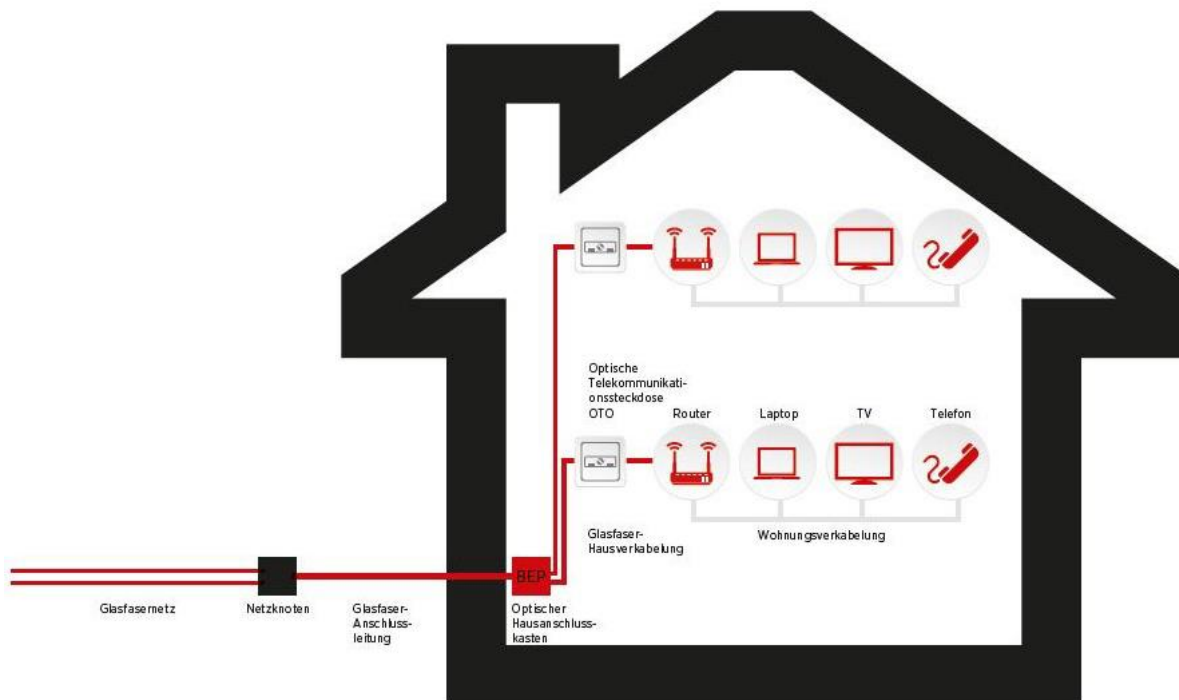 Optische
Telekommunikati-
onssteckdose
OTO
Router
Laptop
TV
Telefon
Glasfaser-
Hausverkabelung
Wohnungsverkabelung
BEP
Glasfasernetz
Netzknoten
Glasfaser-
Anschluss-
leitung
Optischer
Hausanschluss-
kasten